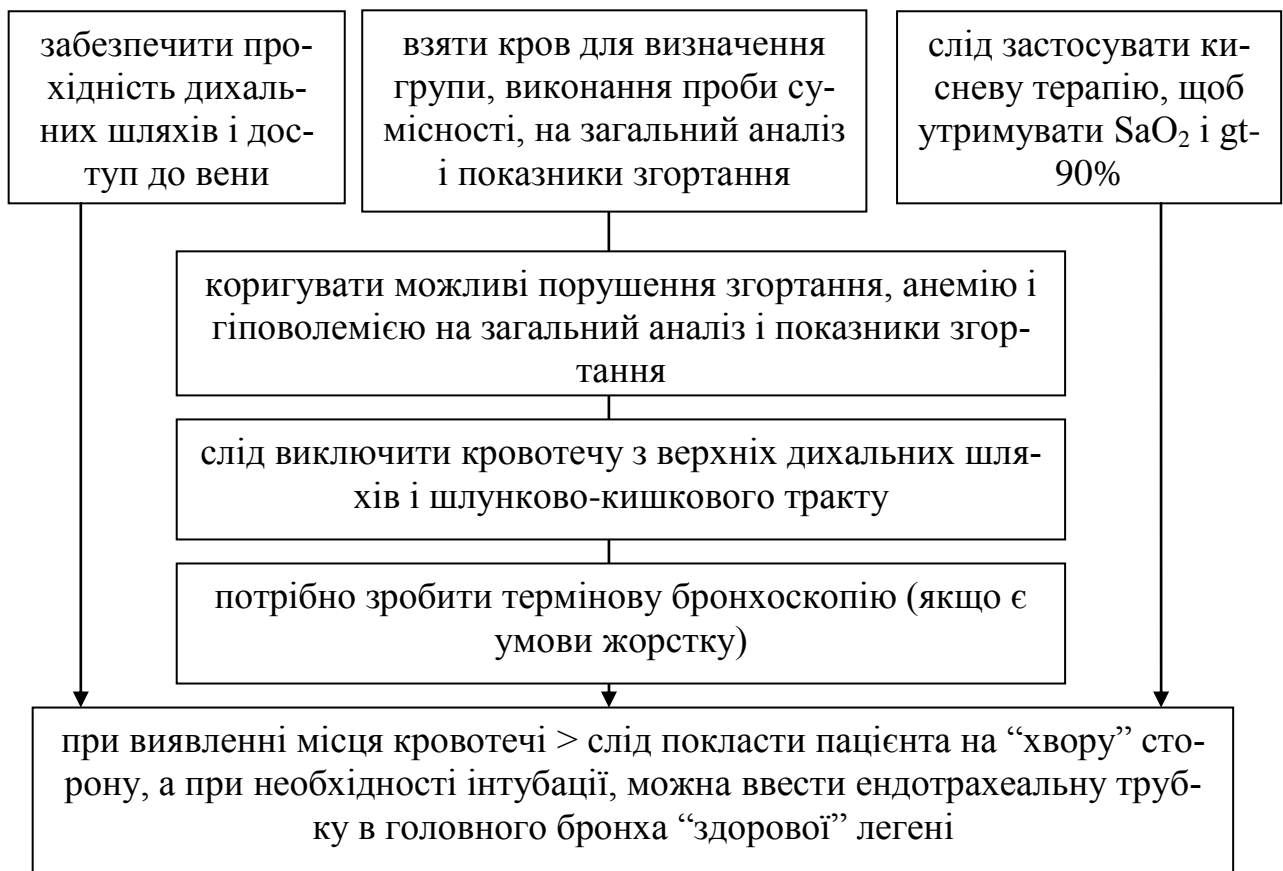 забезпечити про-
хідність дихаль-
них шляхів і дос-
туп до вени
взяти кров для визначення
групи, виконання проби су-
місності, на загальний аналіз
і показники згортання
слід застосувати ки-
сневу терапію, щоб
утримувати SaO₂ і gt-
90%
коригувати можливі порушення згортання, анемію і
гіповолемією на загальний аналіз і показники згор-
тання
слід виключити кровотечу з верхніх дихальних шля-
хів і шлунково-кишкового тракту
потрібно зробити термінову бронхоскопію (якщо є
умови жорстку)
при виявленні місця кровотечі > слід покласти пацієнта на “хвору” сто-
рону, а при необхідності інтубації, можна ввести ендотрахеальну труб-
ку в головного бронха “здорової” легені